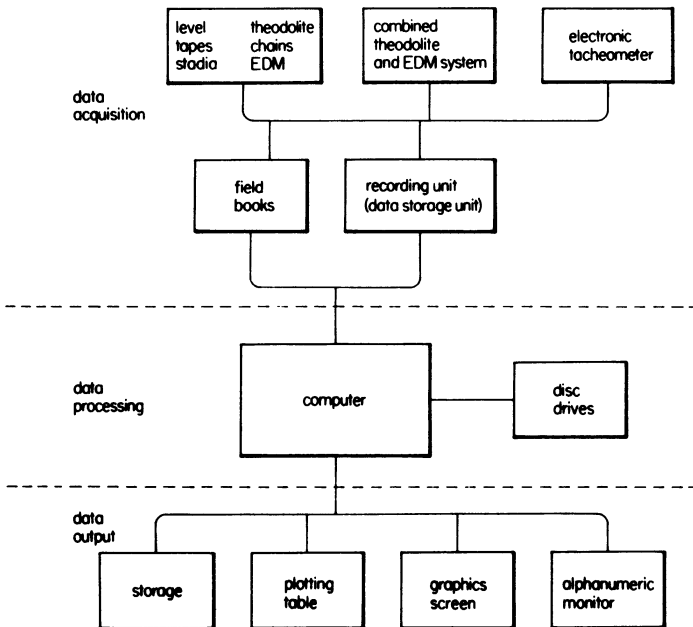 level theodolite
tapes chains
stadia EDM
combined
theodolite
and EDM system
electronic
tacheometer
data
acquisition
field
books
recording unit
(data storage unit)
data
processing
computer
disc
drives
data
output
storage
plotting
table
graphics
screen
alphanumeric
monitor